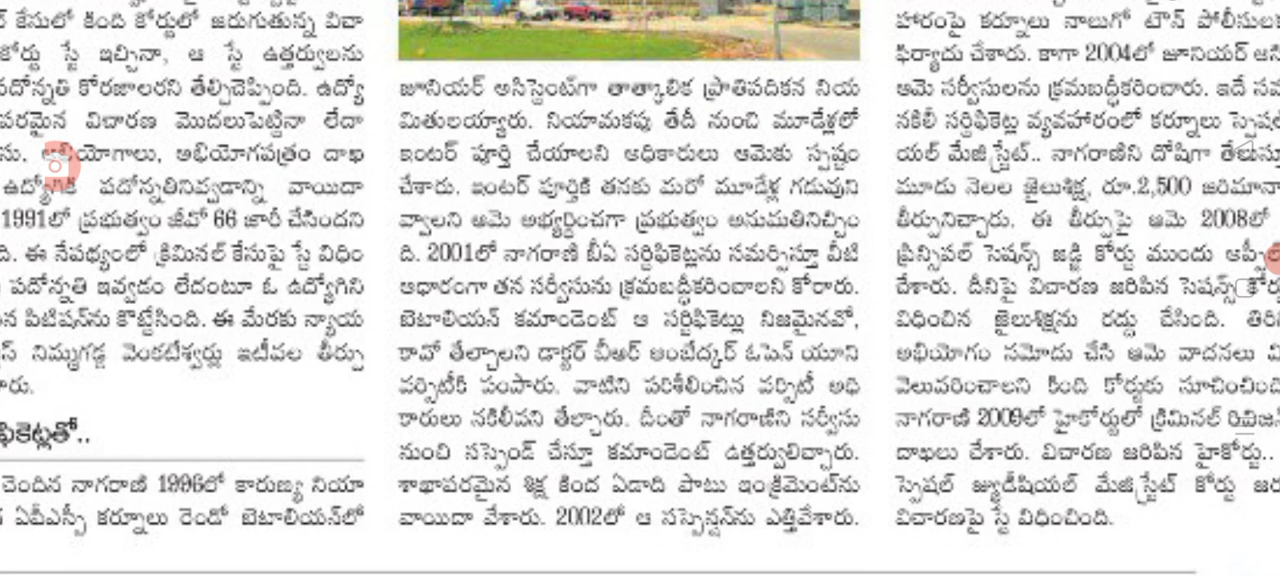 కేసులో కింది కోర్టులో జరుగుతున్న విచా
కోర్టు స్టే ఇచ్చినా, ఆ స్టే ఉత్తర్వులను
పదోన్నతి కోరజాలరని తేల్చిచెప్పింది. ఉద్యో
పరమైన విచారణ మొదలుపెట్టినా లేదా
అభియోగాలు, అభియోగపత్రం దాఖ
ఉద్యోగికి పదోన్నతినివ్వడాన్ని వాయిదా
1991లో ప్రభుత్వం జీవో 66 జారీ చేసిందని
ది. ఈ నేపథ్యంలో క్రిమినల్ కేసుపై స్టే విధిం
పదోన్నతి ఇవ్వడం లేదంటూ ఓ ఉద్యోగిని
న పిటిషన్‌ను కొట్టేసింది. ఈ మేరకు న్యాయ
స్ నిమ్మగడ్డ వెంకటేశ్వర్లు ఇటీవల తీర్పు
ారు.
ఫికెట్లతో..
చెందిన నాగరాణి 1996లో కారుణ్య నియా
ఏపీఎస్పీ కర్నూలు రెండో బెటాలియన్‌లో
జూనియర్ అసిస్టెంట్‌గా తాత్కాలిక ప్రాతిపదికన నియ
మితులయ్యారు. నియామకపు తేదీ నుంచి మూడేళ్లలో
ఇంటర్ పూర్తి చేయాలని అధికారులు ఆమెకు స్పష్టం
చేశారు. ఇంటర్ పూర్తికి తనకు మరో మూడేళ్ల గడువుని
వ్వాలని ఆమె అభ్యర్థించగా ప్రభుత్వం అనుమతినిచ్చిం
ది. 2001లో నాగరాణి బీఏ సర్టిఫికెట్లను సమర్పిస్తూ వీటి
ఆధారంగా తన సర్వీసును క్రమబద్ధీకరించాలని కోరారు.
బెటాలియన్ కమాండెంట్ ఆ సర్టిఫికెట్లు నిజమైనవో,
కావో తేల్చాలని డాక్టర్ బీఆర్ అంబేద్కర్ ఓపెన్ యూని
వర్సిటీకి పంపారు. వాటిని పరిశీలించిన వర్సిటీ అధి
కారులు నకిలీవని తేల్చారు. దీంతో నాగరాణిని సర్వీసు
నుంచి సస్పెండ్ చేస్తూ కమాండెంట్ ఉత్తర్వులిచ్చారు.
శాఖాపరమైన శిక్ష కింద ఏడాది పాటు ఇంక్రిమెంట్‌ను
వాయిదా వేశారు. 2002లో ఆ సస్పెన్షన్‌ను ఎత్తివేశారు.
హారంపై కర్నూలు నాలుగో టౌన్ పోలీసుల
ఫిర్యాదు చేశారు. కాగా 2004లో జూనియర్ అసి
ఆమె సర్వీసులను క్రమబద్ధీకరించారు. ఇదే సమ
నకిలీ సర్టిఫికెట్ల వ్యవహారంలో కర్నూలు స్పెష
యల్ మేజిస్ట్రేట్.. నాగరాణిని దోషిగా తేలుస్తూ
మూడు నెలల జైలుశిక్ష, రూ.2,500 జరిమానా
తీర్పునిచ్చారు. ఈ తీర్పుపై ఆమె 2008లో
ప్రిన్సిపల్ సెషన్స్ జడ్జి కోర్టు ముందు అప్పీల
చేశారు. దీనిపై విచారణ జరిపిన సెషన్స్ కోర
విధించిన జైలుశిక్షను రద్దు చేసింది. తిరి
అభియోగం నమోదు చేసి ఆమె వాదనలు వి
వెలువరించాలని కింది కోర్టుకు సూచించింది
నాగరాణి 2009లో హైకోర్టులో క్రిమినల్ రివిజన
దాఖలు చేశారు. విచారణ జరిపిన హైకోర్టు..
స్పెషల్ జ్యుడీషియల్ మేజిస్ట్రేట్ కోర్టు జర
విచారణపై స్టే విధించింది.